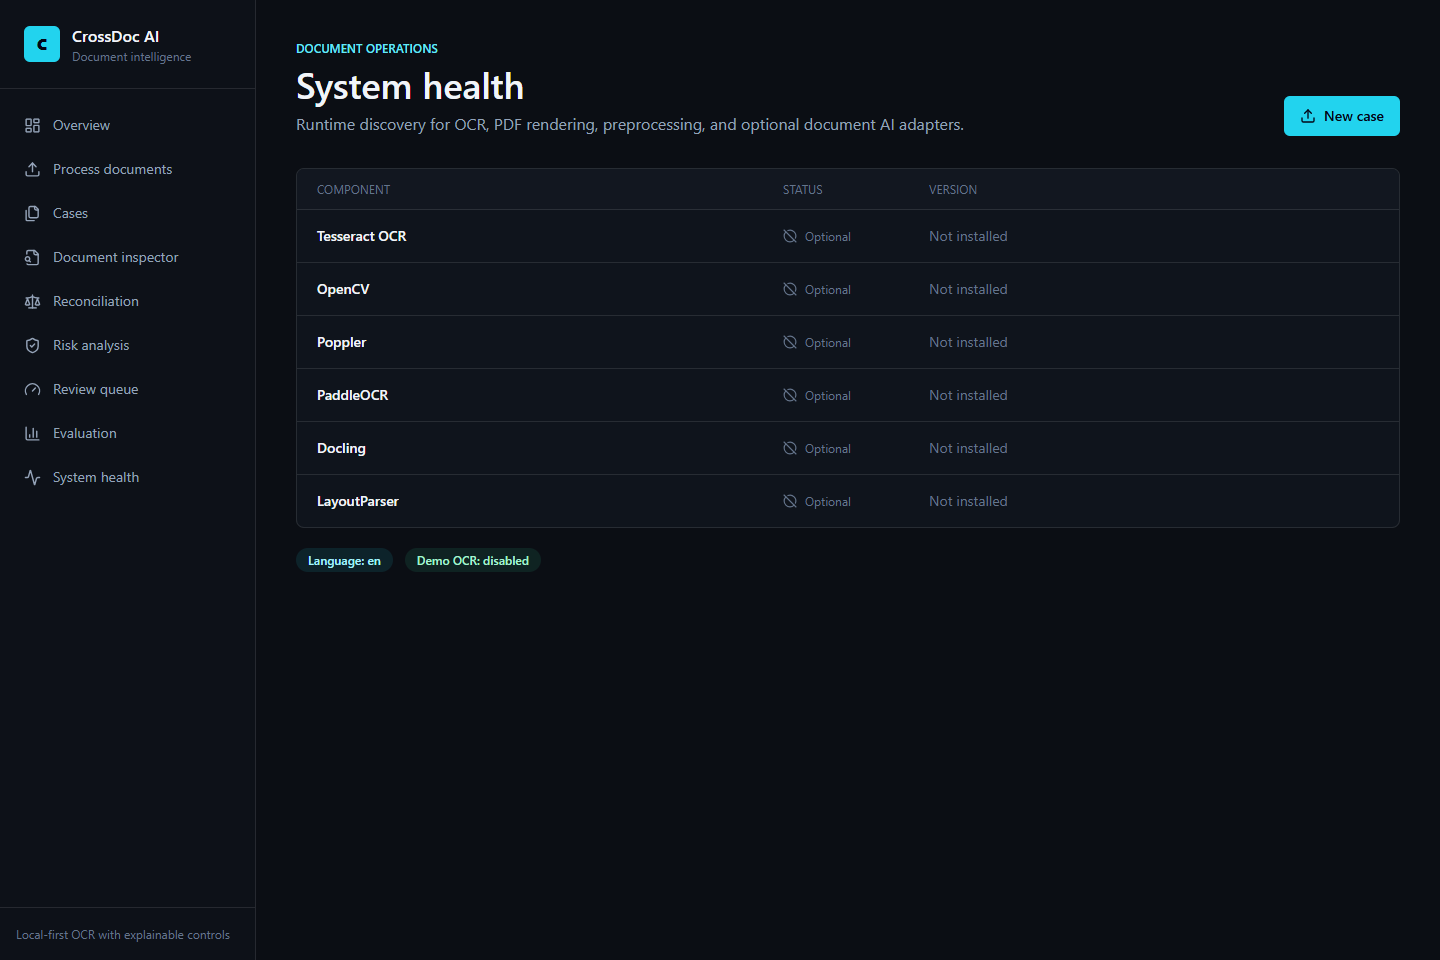 C
CrossDoc AI
Document intelligence
Overview
Process documents
Cases
Document inspector
Reconciliation
Risk analysis
Review queue
Evaluation
System health
Local-first OCR with explainable controls
DOCUMENT OPERATIONS
System health
Runtime discovery for OCR, PDF rendering, preprocessing, and optional document AI adapters.
New case
COMPONENT STATUS VERSION
Tesseract OCR Optional Not installed
OpenCV Optional Not installed
Poppler Optional Not installed
PaddleOCR Optional Not installed
Docling Optional Not installed
LayoutParser Optional Not installed
Language: en Demo OCR: disabled